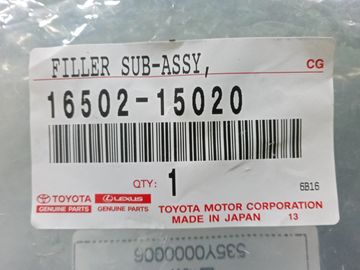 FILLER SUB-ASSY,
CG
16502-15020
QTY: 1
6B16
TOYOTA
GENUINE PARTS
LEXUS
GENUINE PARTS
TOYOTA MOTOR CORPORATION
MADE IN JAPAN 13
S35Y0000006